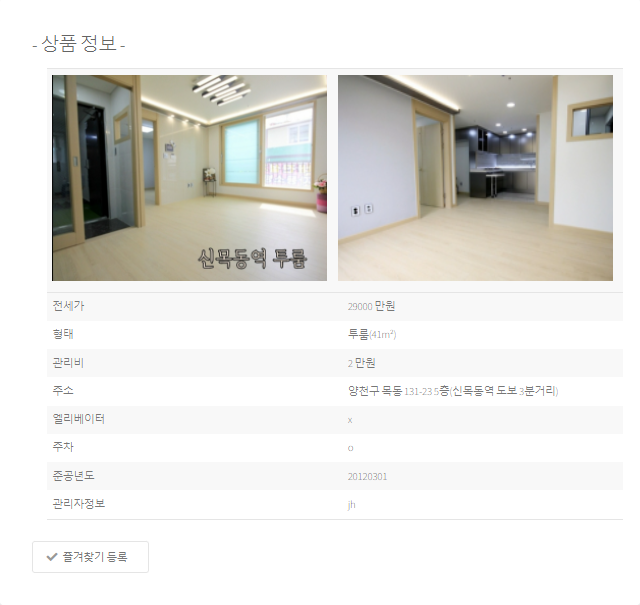 - 상품 정보 -
신목동역 투룸
전세가 29000 만원
형태 투룸(41m²)
관리비 2 만원
주소 양천구 목동 131-23 5층(신목동역 도보 3분거리)
엘리베이터 x
주차 o
준공년도 20120301
관리자정보 jh
즐겨찾기 등록